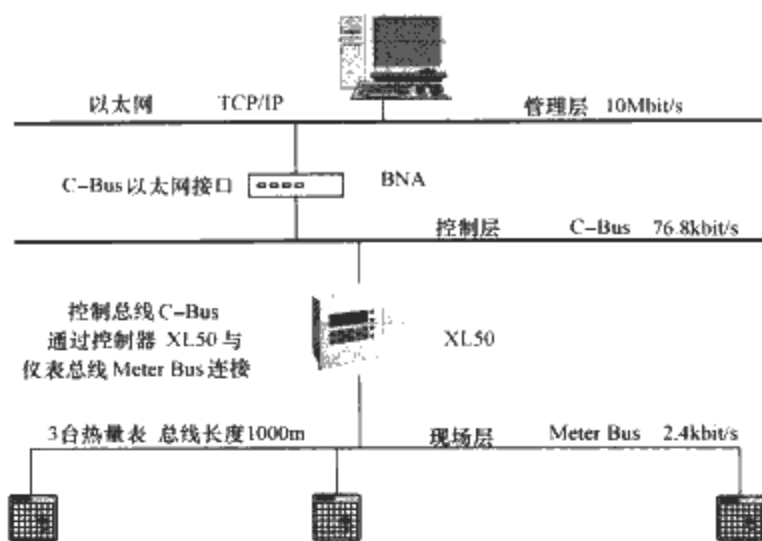 以太网 TCP/IP 管理层 10Mbit/s
C-Bus以太网接口 BNA
控制层 C-Bus 76.8kbit/s
控制总线 C-Bus
通过控制器 XL50 与
仪表总线 Meter Bus 连接
XL50
3台热量表 总线长度1000m 现场层 Meter Bus 2.4kbit/s